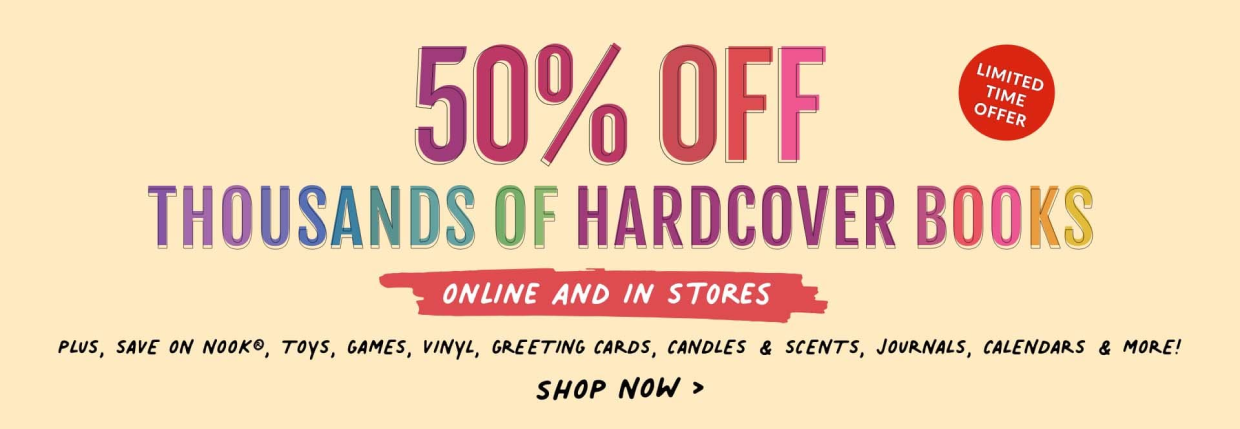 50% OFF
LIMITED
TIME
OFFER
THOUSANDS OF HARDCOVER BOOKS
ONLINE AND IN STORES
PLUS, SAVE ON NOOK®, TOYS, GAMES, VINYL, GREETING CARDS, CANDLES & SCENTS, JOURNALS, CALENDARS & MORE!
SHOP NOW >